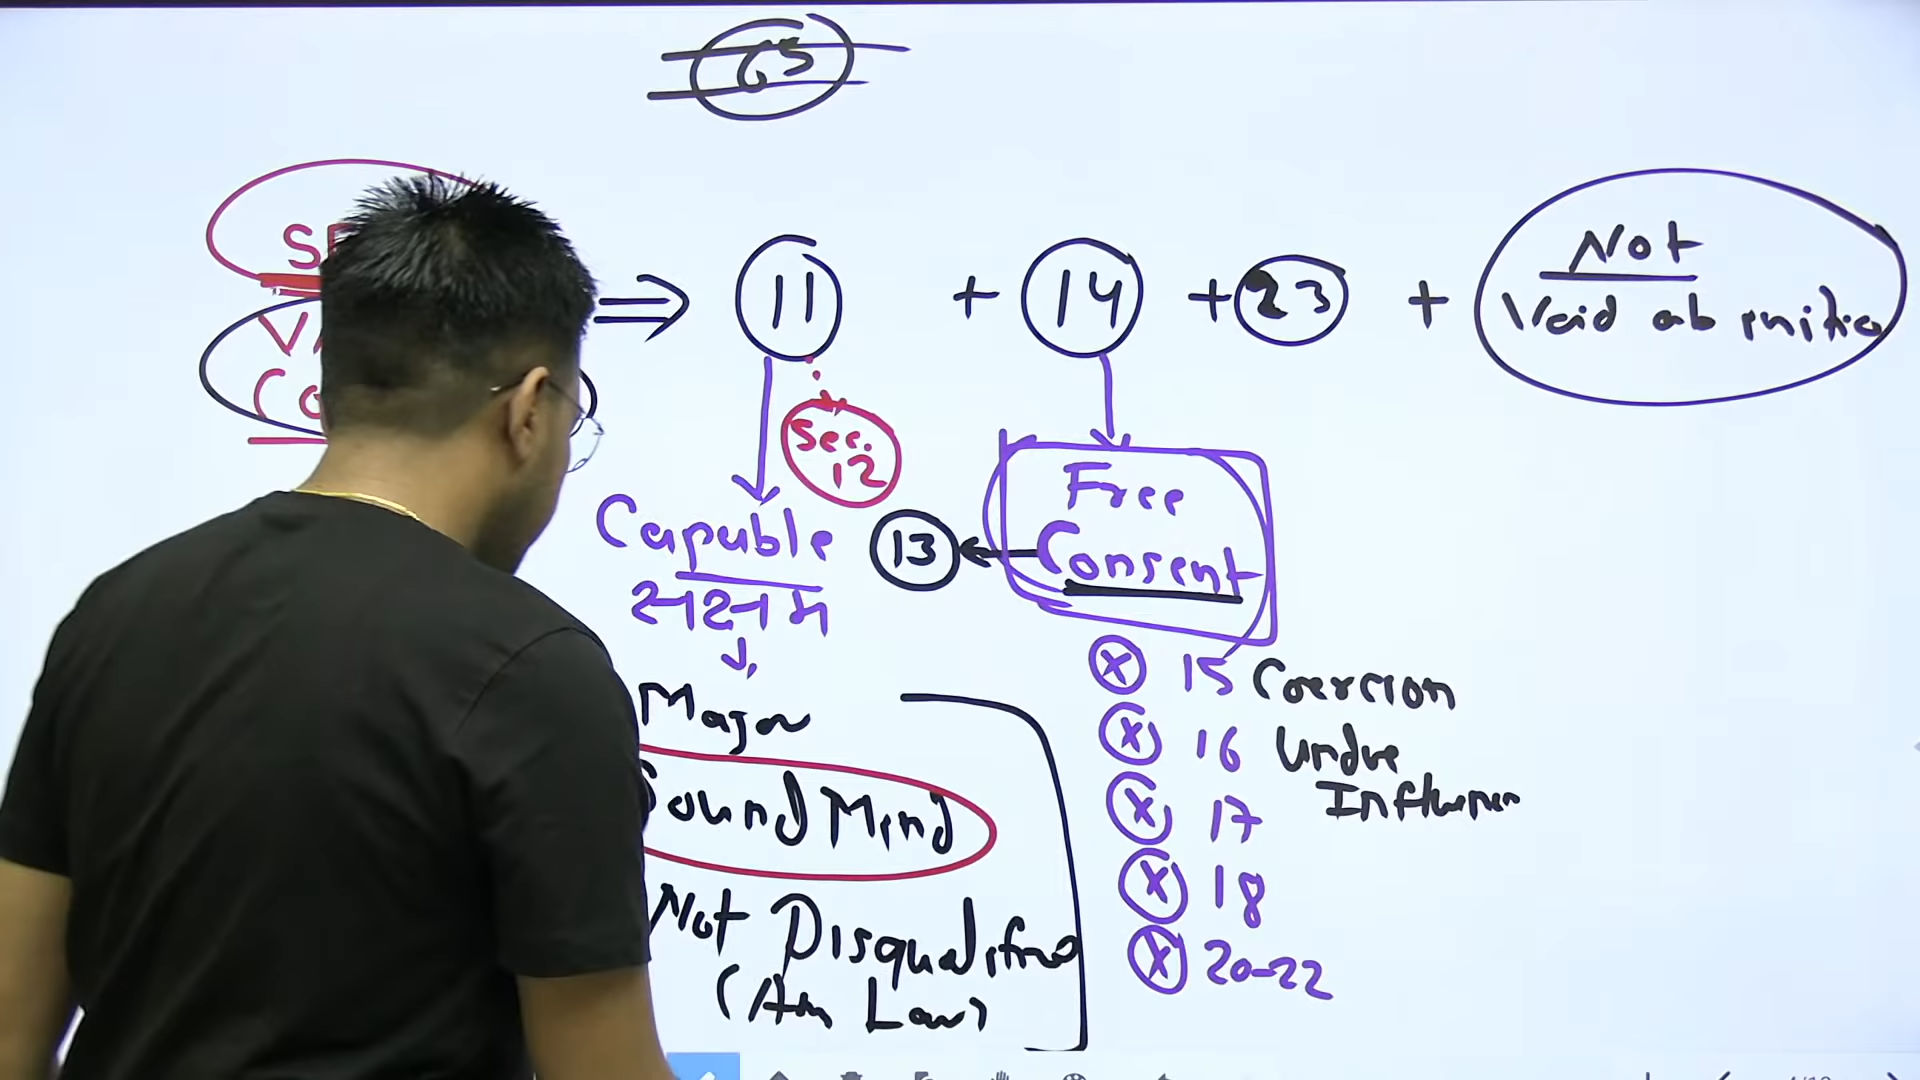 65
11 + 14 + 23 + Not
Void ab initio
Sec.
12
Capable
सक्षम
13
Free
Consent
Major
Sound Mind
Not Disqualified
(Any Law)
15 Coercion
16 Undue
Influence
17
18
20-22